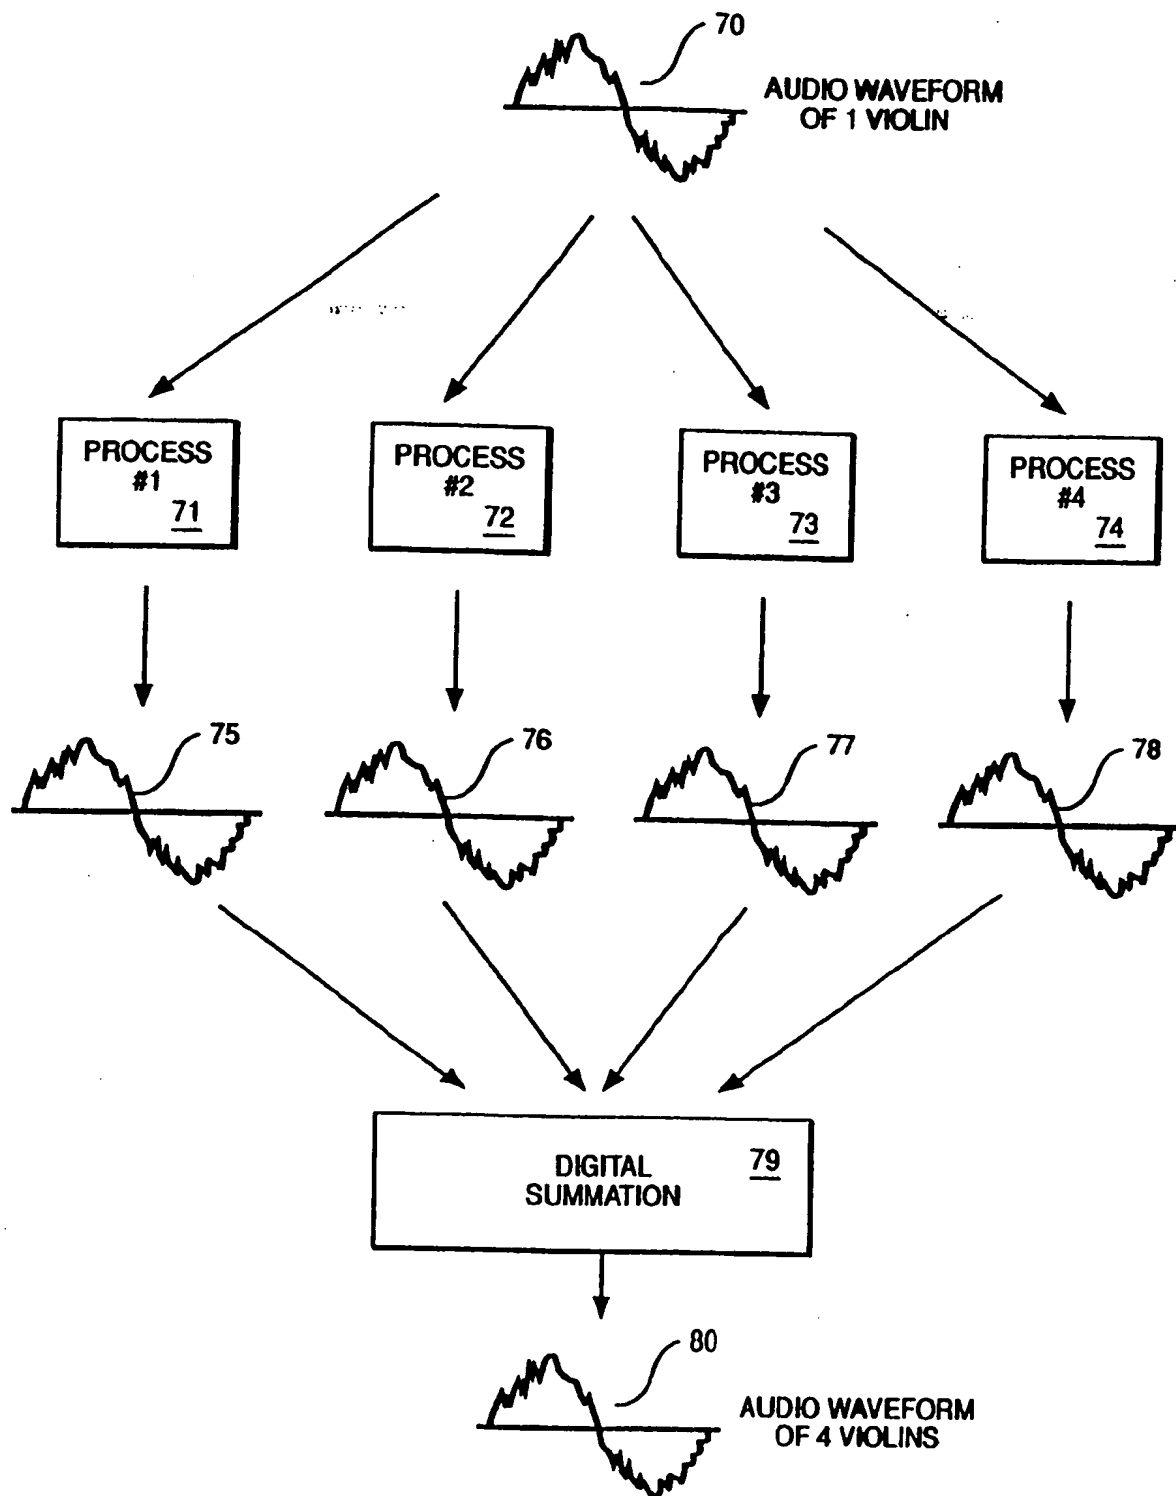 70
AUDIO WAVEFORM
OF 1 VIOLIN
PROCESS
#1
71
PROCESS
#2
72
PROCESS
#3
73
PROCESS
#4
74
75
76
77
78
DIGITAL
SUMMATION
79
80
AUDIO WAVEFORM
OF 4 VIOLINS